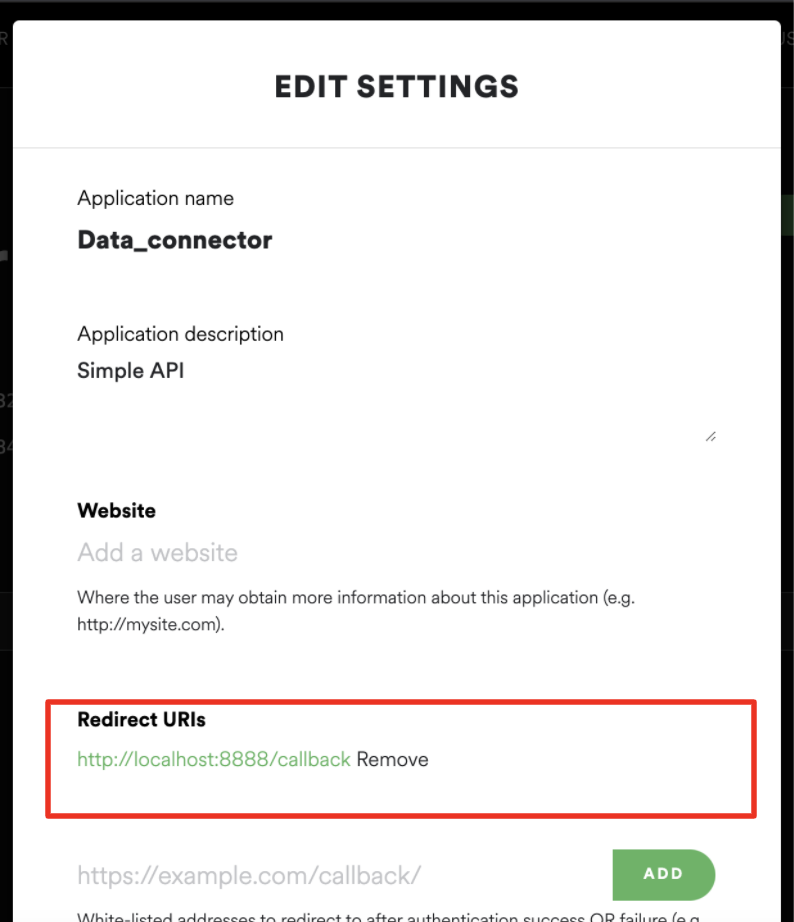 EDIT SETTINGS
Application name
Data_connector
Application description
Simple API
Website
Add a website
Where the user may obtain more information about this application (e.g.
http://mysite.com).
Redirect URIs
http://localhost:8888/callback Remove
https://example.com/callback/
ADD
White-listed addresses to redirect to after authentication success OR failure (e.g.